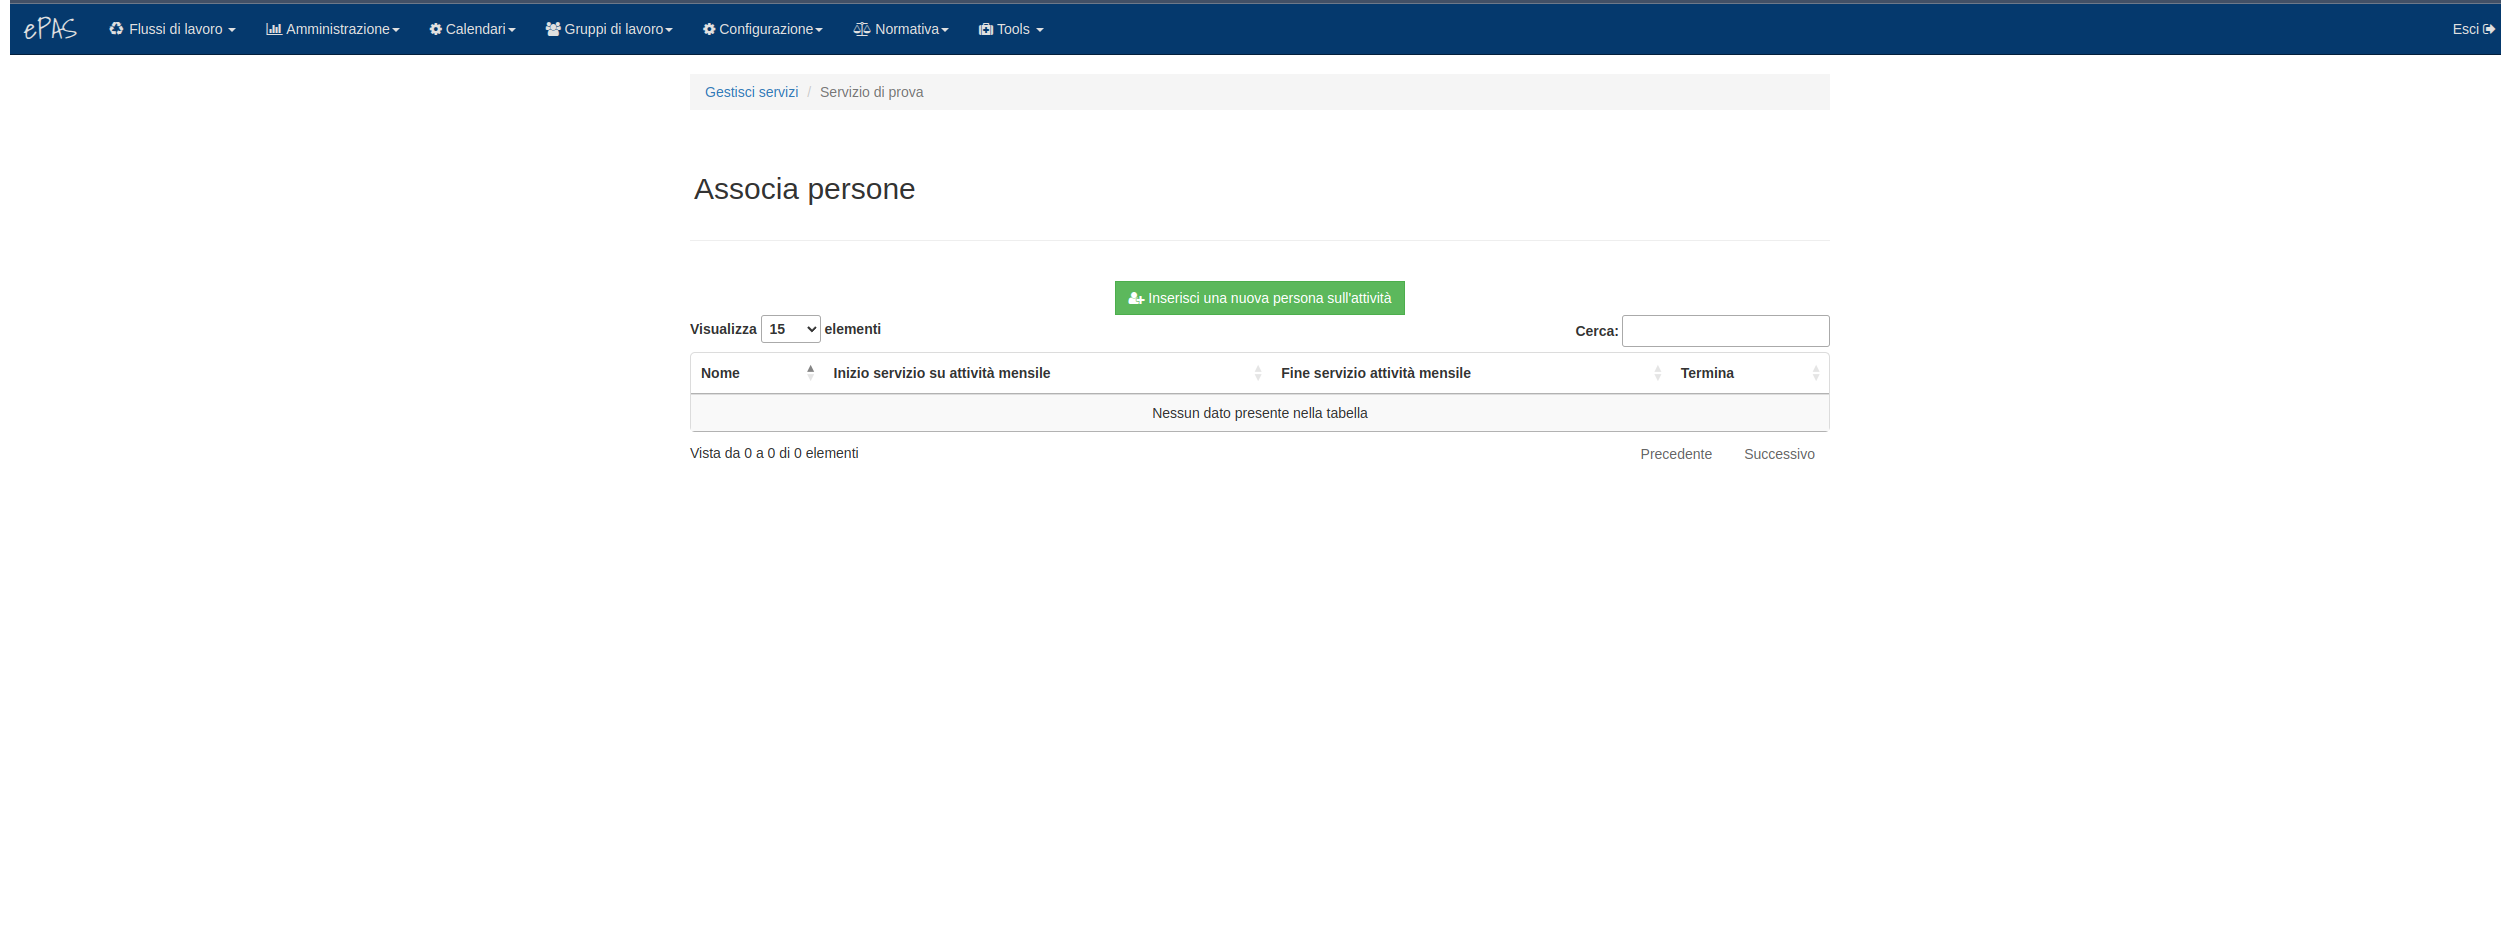 ePAS Flussi di lavoro Amministrazione Calendari Gruppi di lavoro Configurazione Normativa Tools Esci
Gestisci servizi / Servizio di prova
Associa persone
Inserisci una nuova persona sull'attività
Visualizza 15 elementi Cerca:
Nome Inizio servizio su attività mensile Fine servizio attività mensile Termina
Nessun dato presente nella tabella
Vista da 0 a 0 di 0 elementi Precedente Successivo